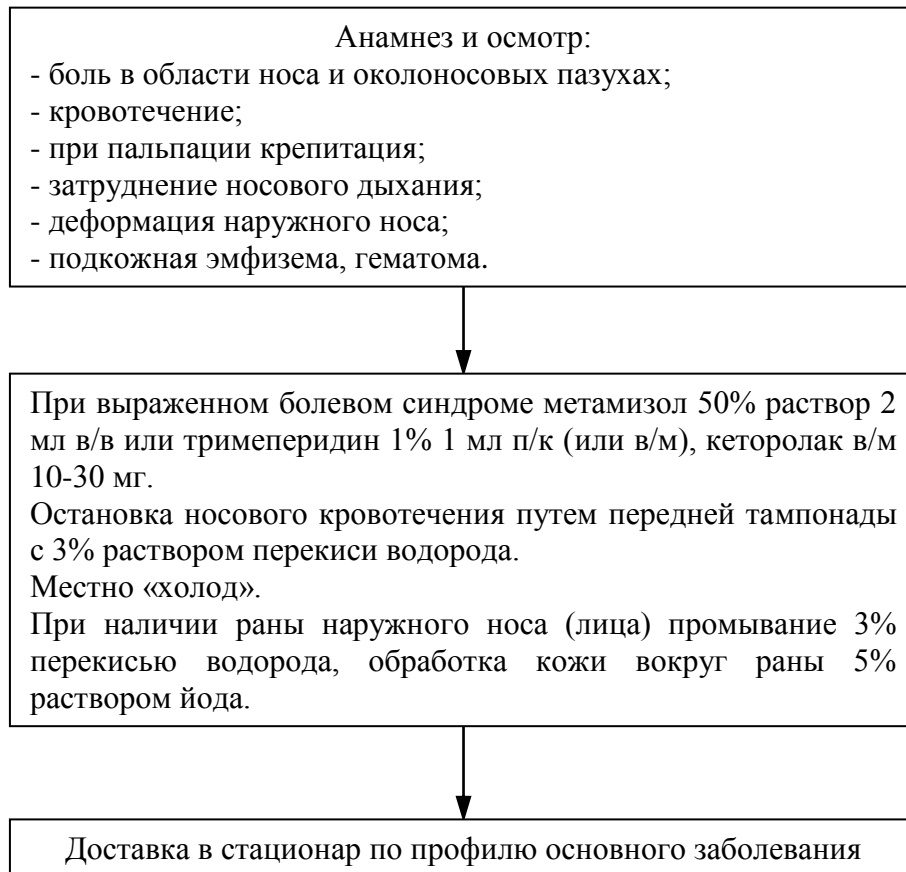 Анамнез и осмотр:
- боль в области носа и околоносовых пазухах;
- кровотечение;
- при пальпации крепитация;
- затруднение носового дыхания;
- деформация наружного носа;
- подкожная эмфизема, гематома.
При выраженном болевом синдроме метамизол 50% раствор 2
мл в/в или тримеперидин 1% 1 мл п/к (или в/м), кеторолак в/м
10-30 мг.
Остановка носового кровотечения путем передней тампонады
с 3% раствором перекиси водорода.
Местно «холод».
При наличии раны наружного носа (лица) промывание 3%
перекисью водорода, обработка кожи вокруг раны 5%
раствором йода.
Доставка в стационар по профилю основного заболевания